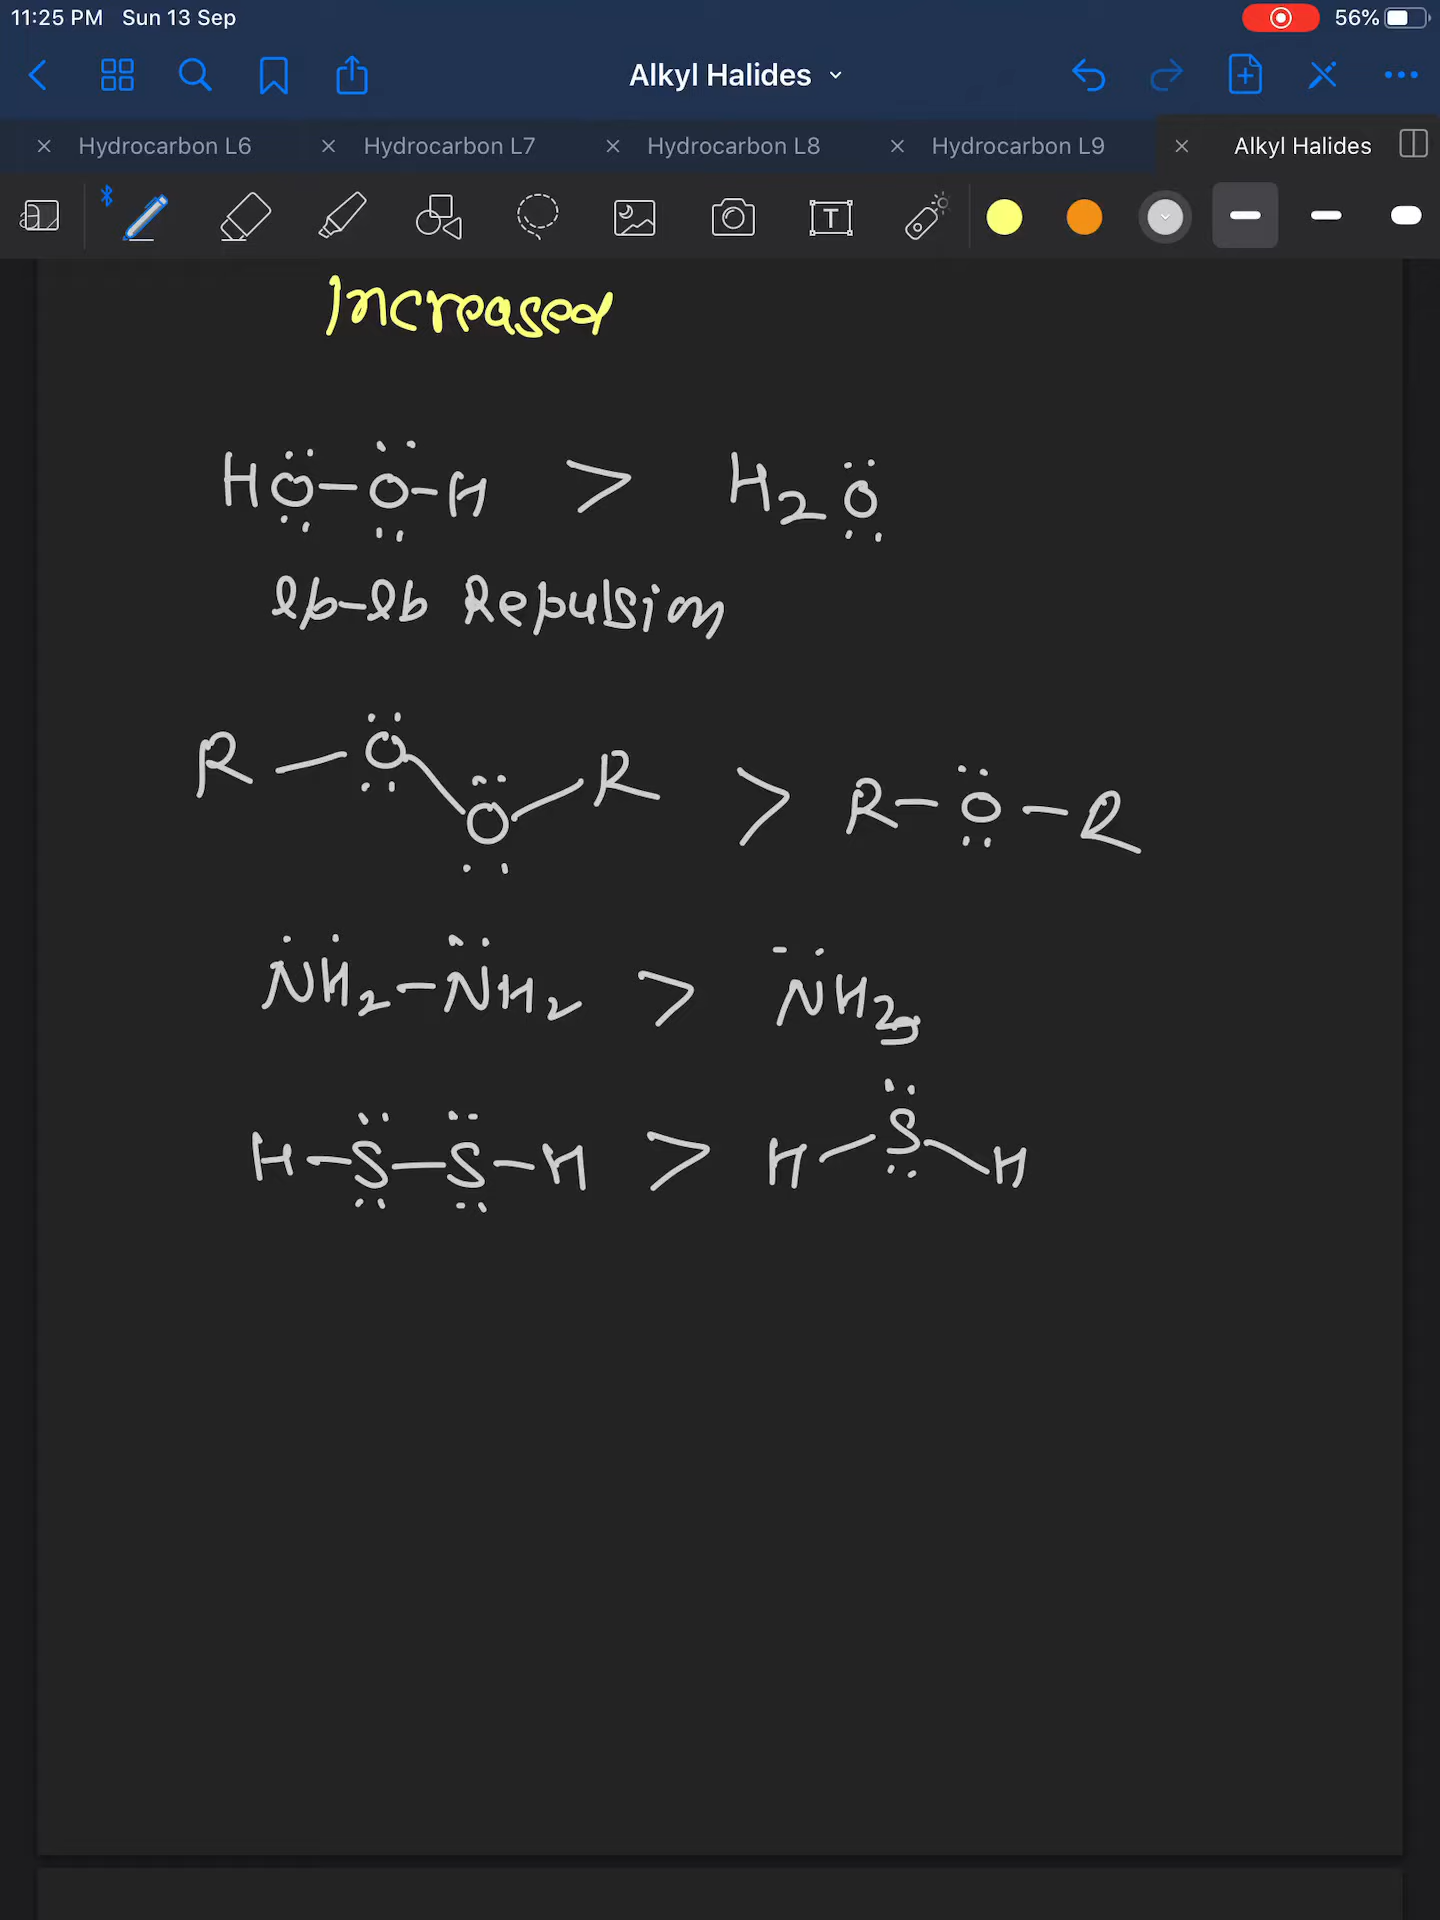 11:25 PM Sun 13 Sep 56%
Alkyl Halides
Hydrocarbon L6 Hydrocarbon L7 Hydrocarbon L8 Hydrocarbon L9 Alkyl Halides
Increased
HO-O-H > H2O
lp-lp Repulsion
R-O-O-R > R-O-R
NH2-NH2 > NH3
H-S-S-H > H-S-H